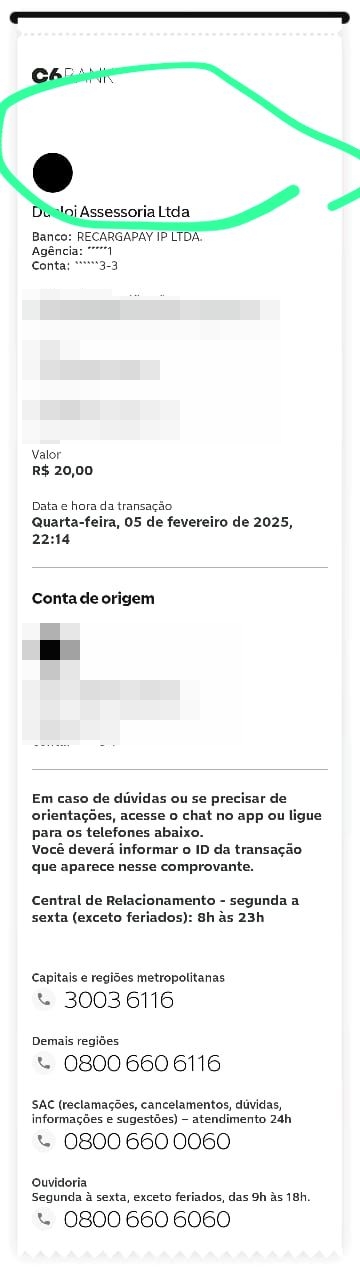 C6BANK
Assessoria Ltda
Banco: RECARGAPAY IP LTDA.
Agência: *****1
Conta: ******3-3
Valor
R$ 20,00
Data e hora da transação
Quarta-feira, 05 de fevereiro de 2025,
22:14
Conta de origem
Em caso de dúvidas ou se precisar de
orientações, acesse o chat no app ou ligue
para os telefones abaixo.
Você deverá informar o ID da transação
que aparece nesse comprovante.
Central de Relacionamento - segunda a
sexta (exceto feriados): 8h às 23h
Capitais e regiões metropolitanas
3003 6116
Demais regiões
0800 660 6116
SAC (reclamações, cancelamentos, dúvidas,
informações e sugestões) – atendimento 24h
0800 660 0060
Ouvidoria
Segunda à sexta, exceto feriados, das 9h às 18h.
0800 660 6060